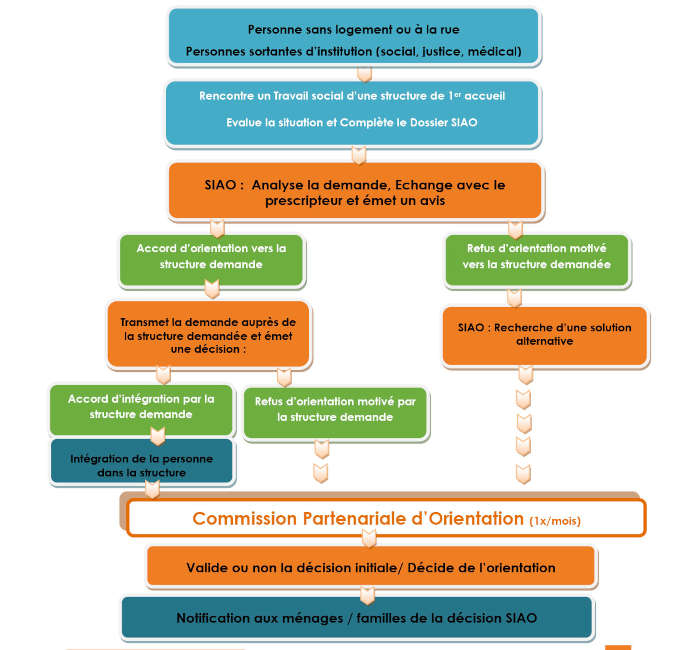 Personne sans logement ou à la rue
Personnes sortantes d'institution (social, justice, médical)
Rencontre un Travail social d'une structure de 1er accueil
Evalue la situation et Complète le Dossier SIAO
SIAO : Analyse la demande, Echange avec le
prescripteur et émet un avis
Accord d'orientation vers la
structure demande
Refus d'orientation motivé
vers la structure demandée
Transmet la demande auprès de
la structure demandée et émet
une décision :
SIAO : Recherche d'une solution
alternative
Accord d'intégration par la
structure demande
Refus d'orientation motivé par
la structure demande
Intégration de la personne
dans la structure
Commission Partenariale d'Orientation (1x/mois)
Valide ou non la décision initiale/ Décide de l'orientation
Notification aux ménages / familles de la décision SIAO